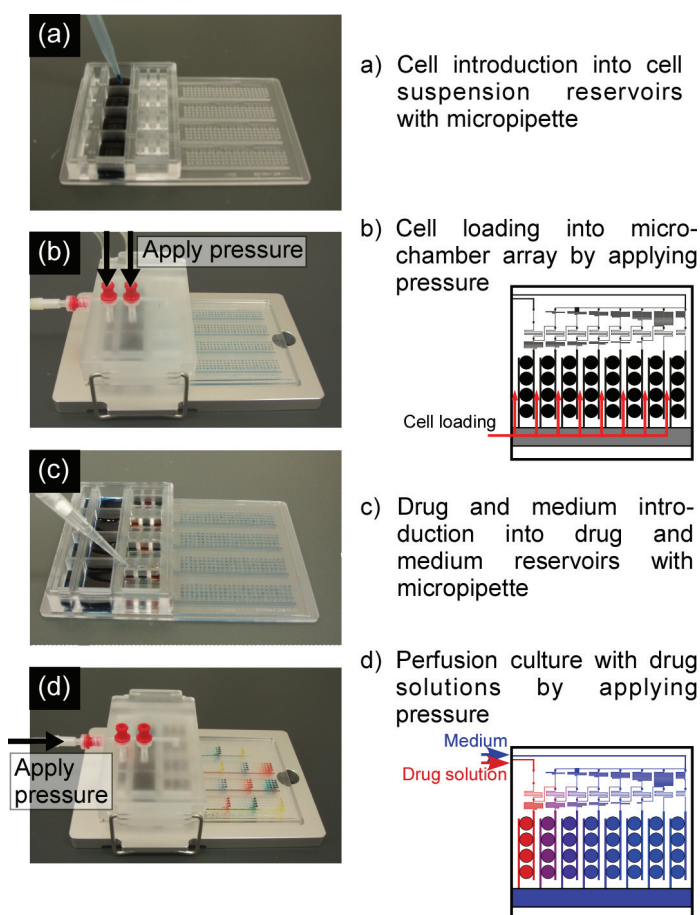 (a)
a) Cell introduction into cell
suspension reservoirs
with micropipette
(b)
Apply pressure
b) Cell loading into micro-
chamber array by applying
pressure
Cell loading
(c)
c) Drug and medium intro-
duction into drug and
medium reservoirs with
micropipette
(d)
Apply
pressure
d) Perfusion culture with drug
solutions by applying
pressure
Medium
Drug solution